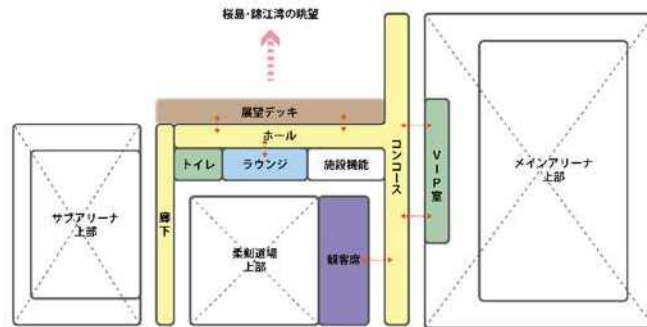 桜島・錦江湾の眺望
展望デッキ
ホール
トイレ
ラウンジ
施設機能
コンコース
VIP室
メインアリーナ
上部
サブアリーナ
上部
廊下
柔剣道場
上部
観客席